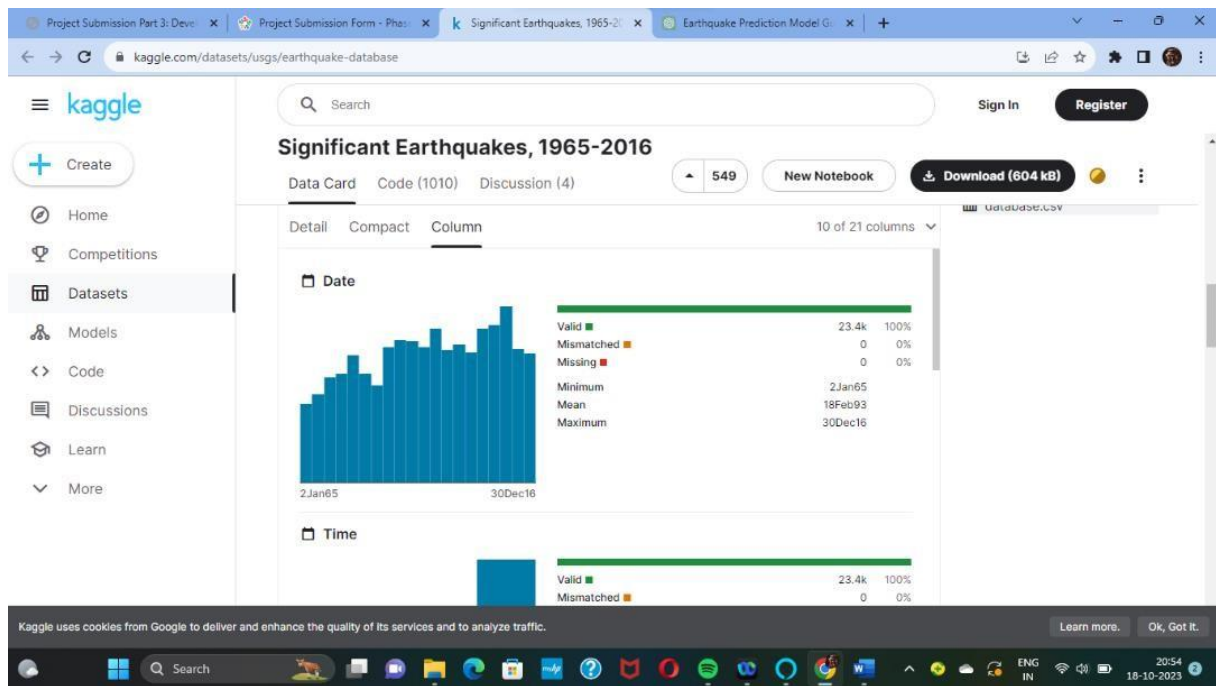 Project Submission Part 3: Deve
Project Submission Form - Phas
Significant Earthquakes, 1965-20
Earthquake Prediction Model G
kaggle.com/datasets/usgs/earthquake-database
kaggle
Search
Sign In
Register
Create
Significant Earthquakes, 1965-2016
Data Card Code (1010) Discussion (4)
549
New Notebook
Download (604 kB)
database.csv
Home
Competitions
Datasets
Models
Code
Discussions
Learn
More
Detail Compact Column
10 of 21 columns
Date
Valid 23.4k 100%
Mismatched 0 0%
Missing 0 0%
Minimum 2Jan65
Mean 18Feb93
Maximum 30Dec16
2Jan65 30Dec16
Time
Valid 23.4k 100%
Mismatched 0 0%
Kaggle uses cookies from Google to deliver and enhance the quality of its services and to analyze traffic.
Learn more. Ok, Got it.
Search
ENG
IN
20:54
18-10-2023
2